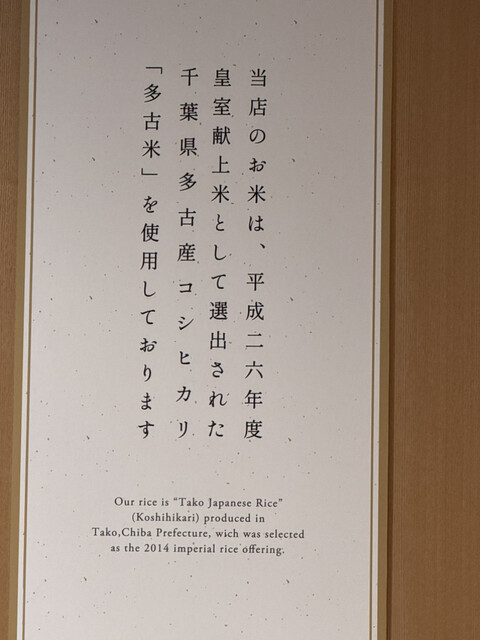 当店のお米は、平成二六年度
皇室献上米として選出された
千葉県多古産コシヒカリ
「多古米」を使用しております
Our rice is “Tako Japanese Rice”
(Koshihikari) produced in
Tako,Chiba Prefecture, wich was selected
as the 2014 imperial rice offering.